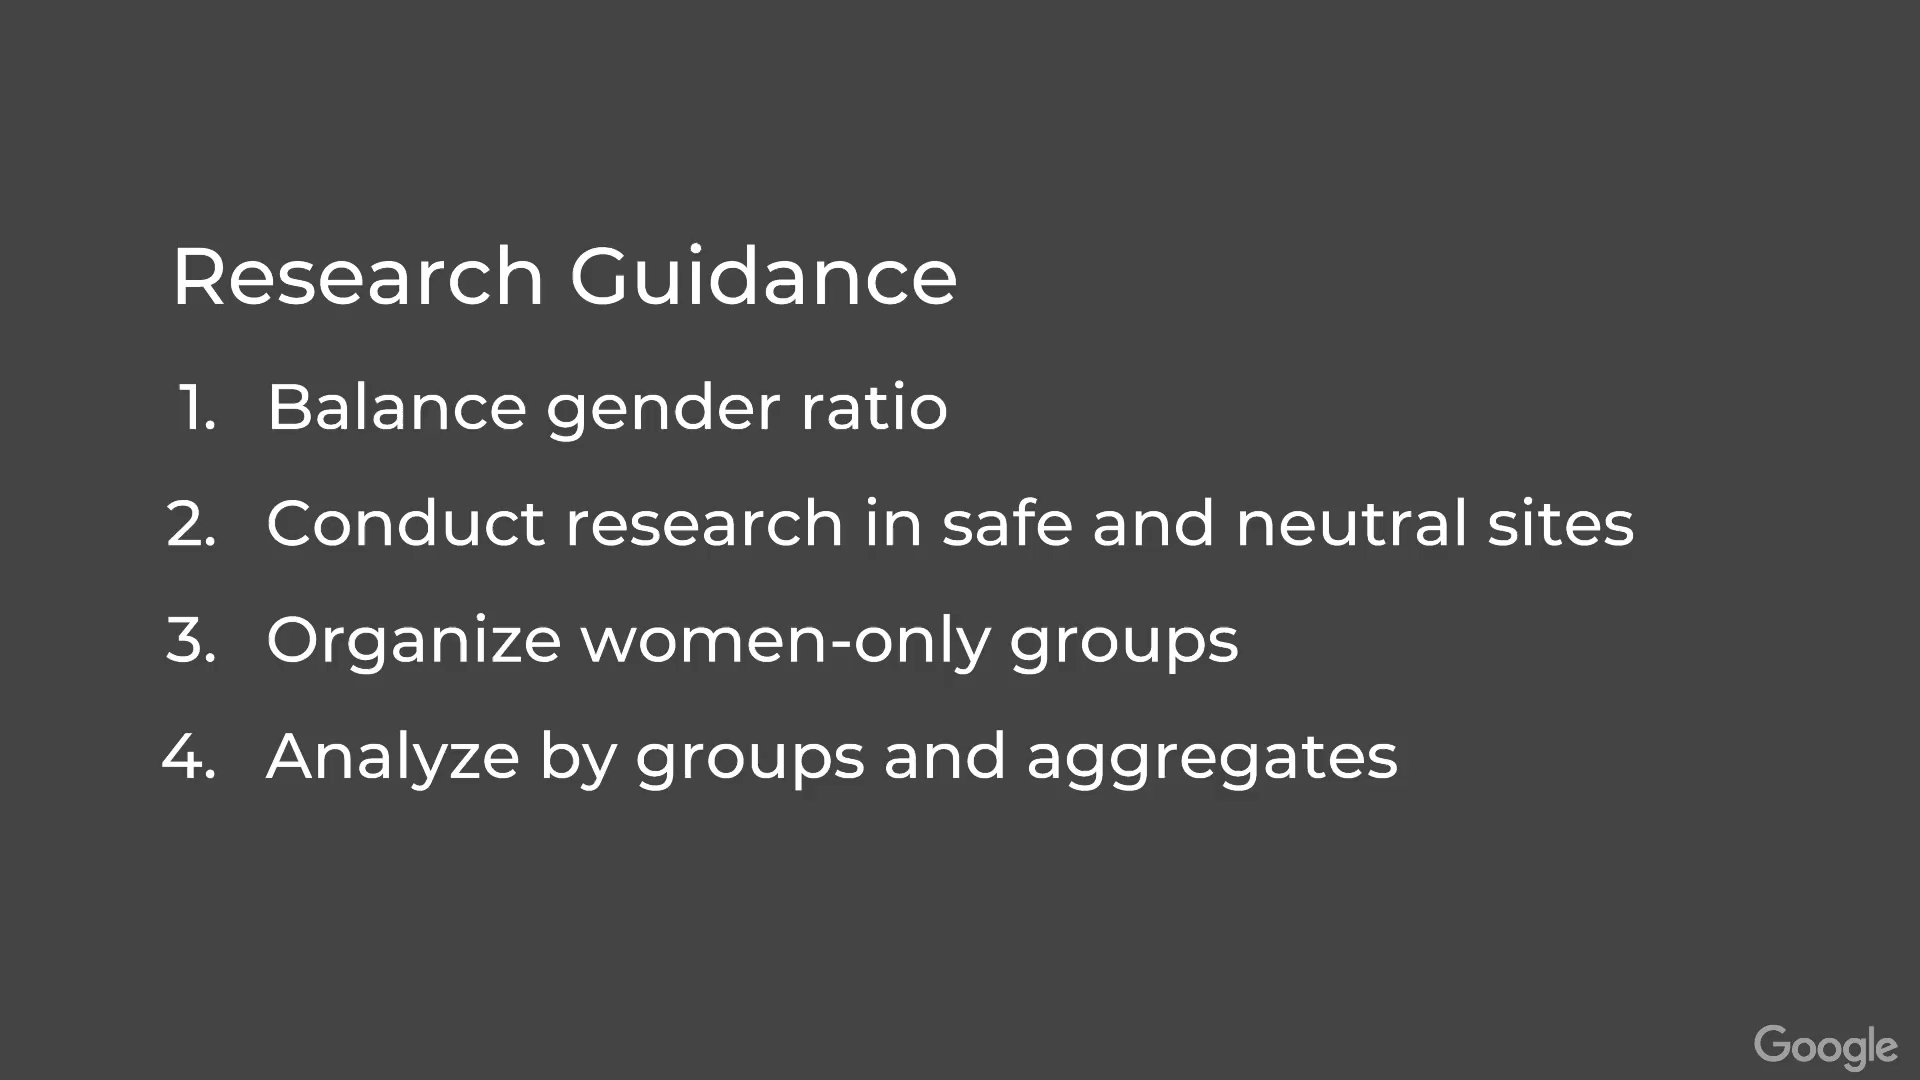 Research Guidance
1. Balance gender ratio
2. Conduct research in safe and neutral sites
3. Organize women-only groups
4. Analyze by groups and aggregates
Google